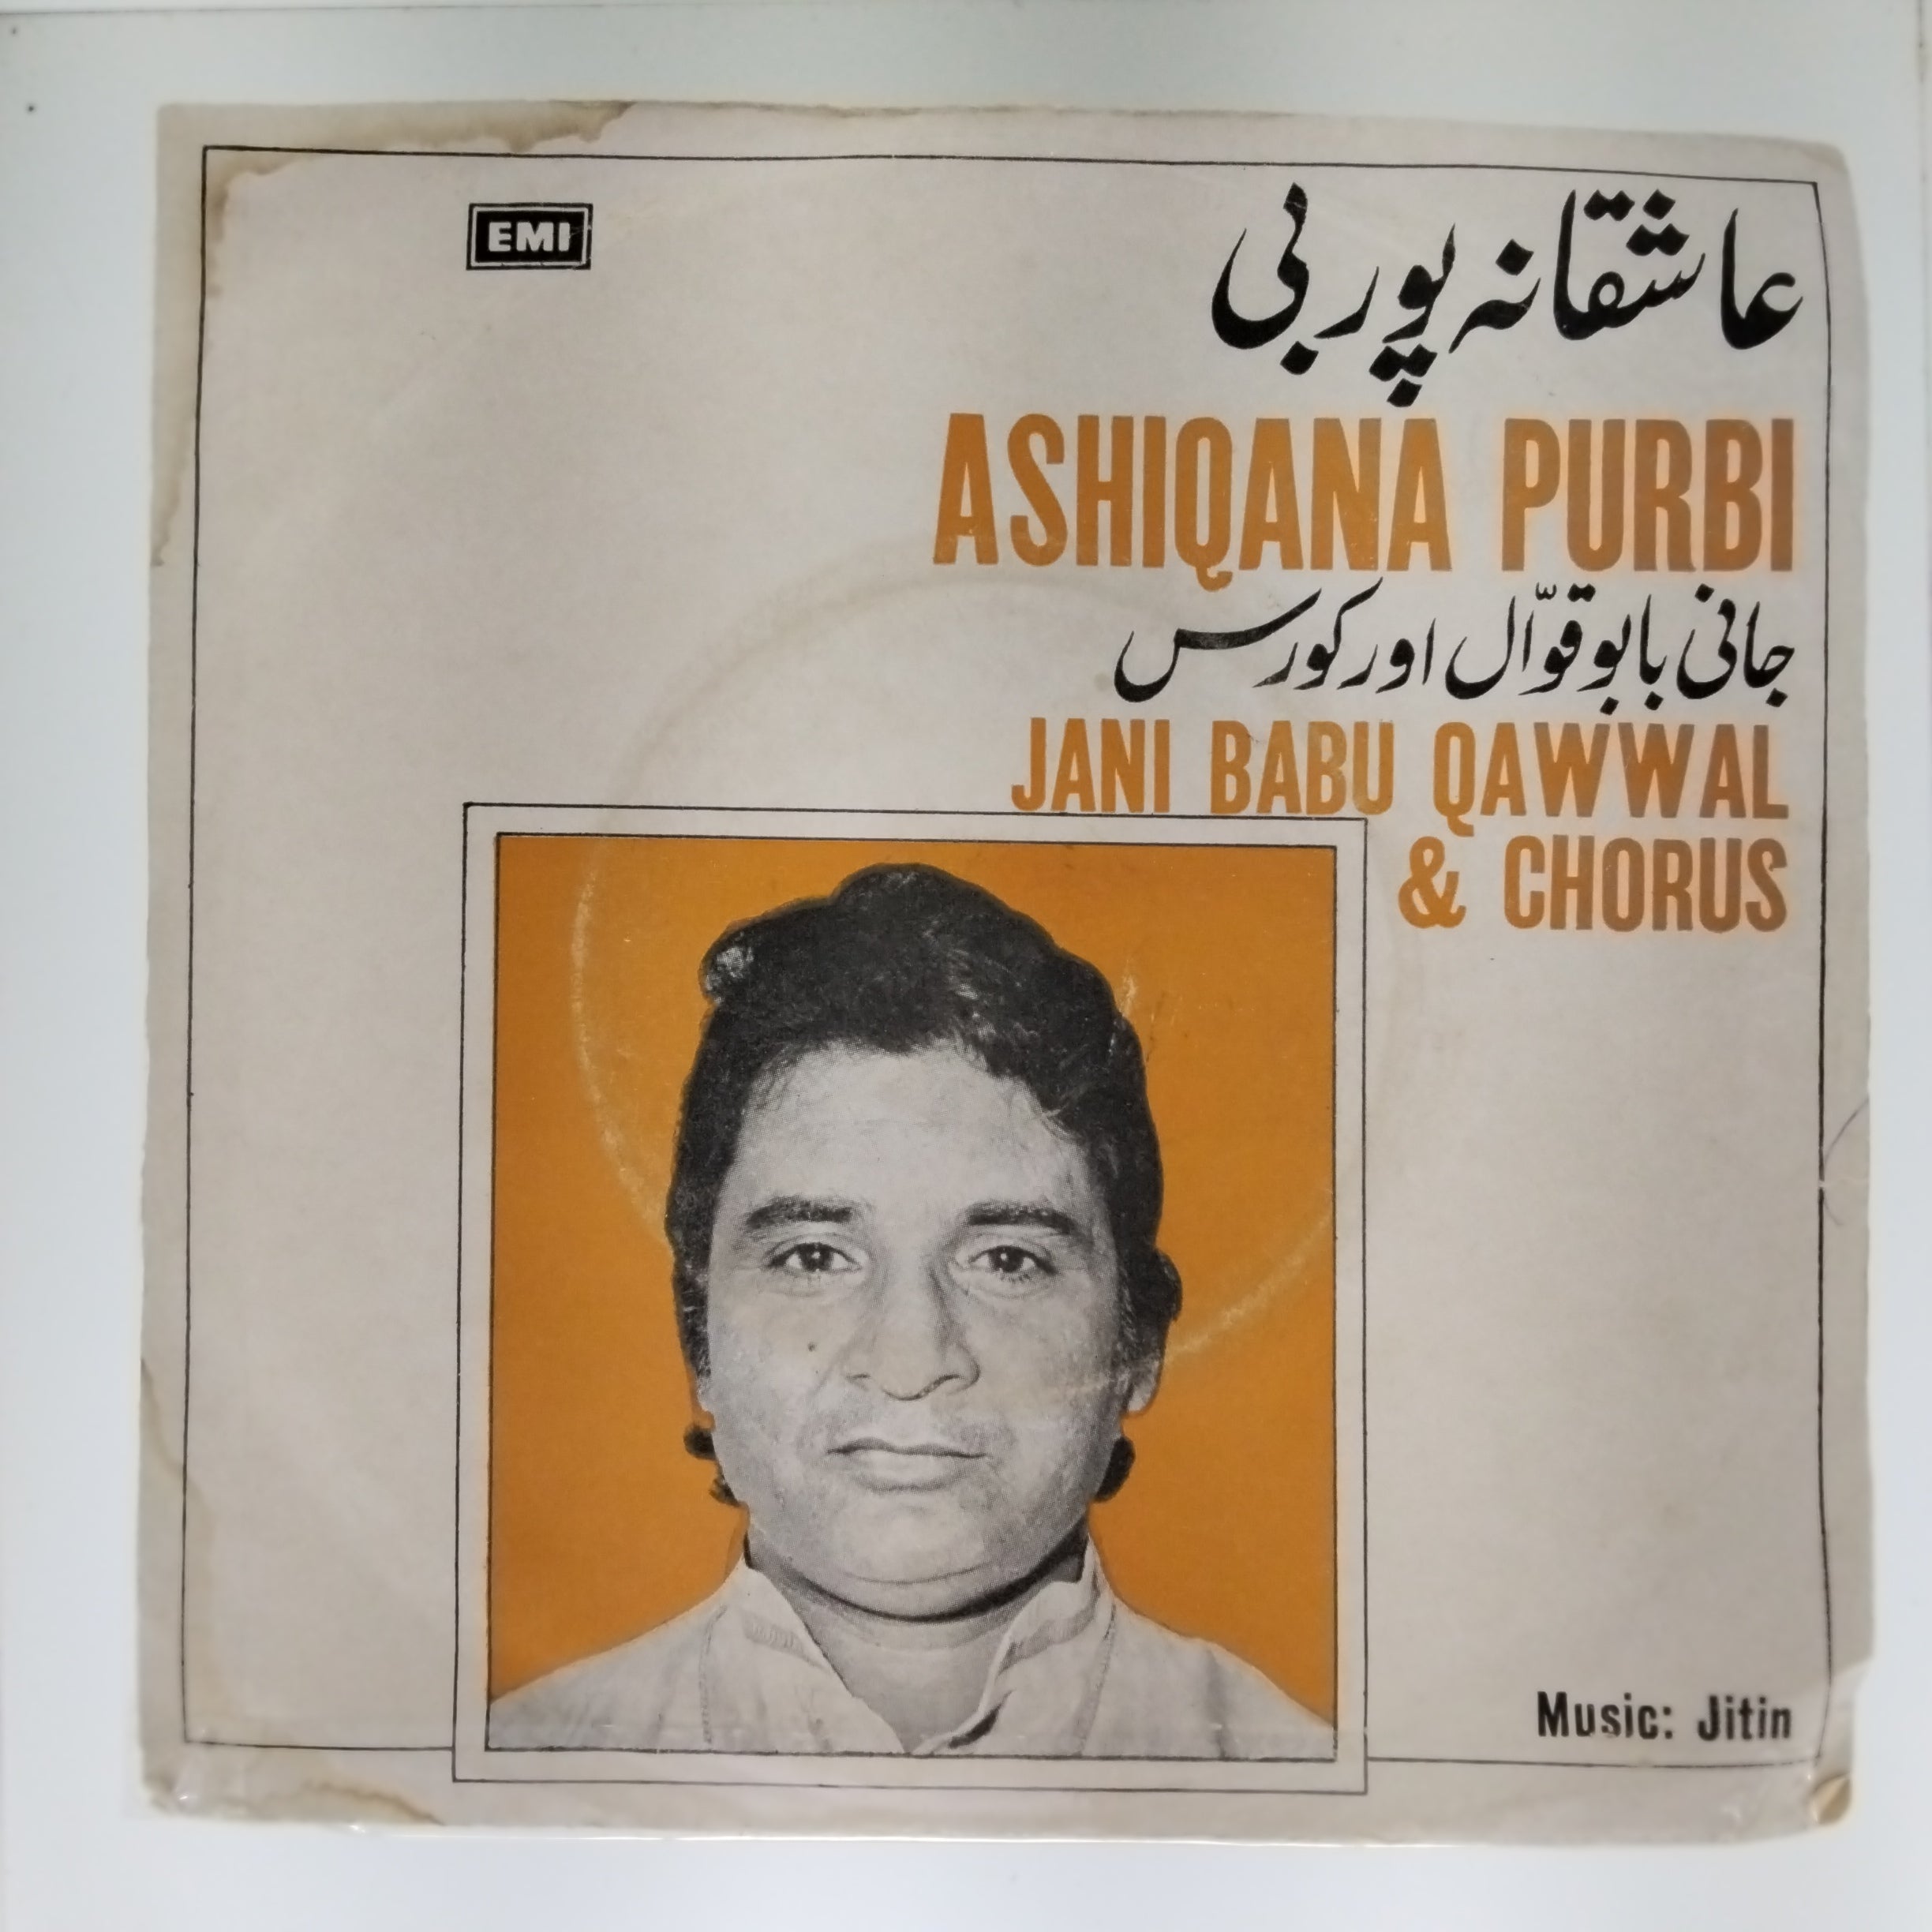 EMI
عاشقانہ پوربی
ASHIQANA PURBI
جانی بابو قوّال اور کورس
JANI BABU QAWWAL
& CHORUS
Music: Jitin